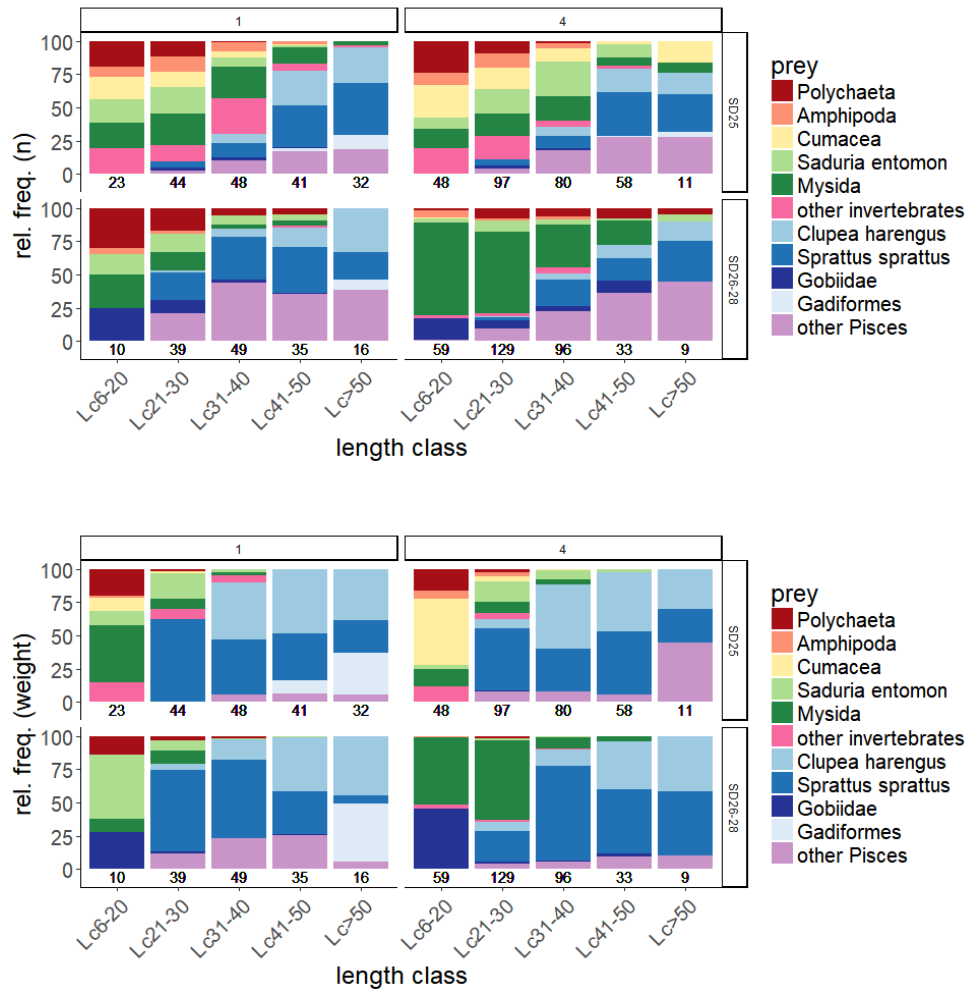 1 4
100
75
50
25
0
rel. freq. (n)
23 44 48 41 32 48 97 80 58 11
SD25
100
75
50
25
0
10 39 49 35 16 59 129 96 33 9
SD26-28
Lc6-20 Lc21-30 Lc31-40 Lc41-50 Lc>50 Lc6-20 Lc21-30 Lc31-40 Lc41-50 Lc>50
length class
prey
Polychaeta
Amphipoda
Cumacea
Saduria entomon
Mysida
other invertebrates
Clupea harengus
Sprattus sprattus
Gobiidae
Gadiformes
other Pisces
1 4
100
75
50
25
0
rel. freq. (weight)
23 44 48 41 32 48 97 80 58 11
SD25
100
75
50
25
0
10 39 49 35 16 59 129 96 33 9
SD26-28
Lc6-20 Lc21-30 Lc31-40 Lc41-50 Lc>50 Lc6-20 Lc21-30 Lc31-40 Lc41-50 Lc>50
length class
prey
Polychaeta
Amphipoda
Cumacea
Saduria entomon
Mysida
other invertebrates
Clupea harengus
Sprattus sprattus
Gobiidae
Gadiformes
other Pisces